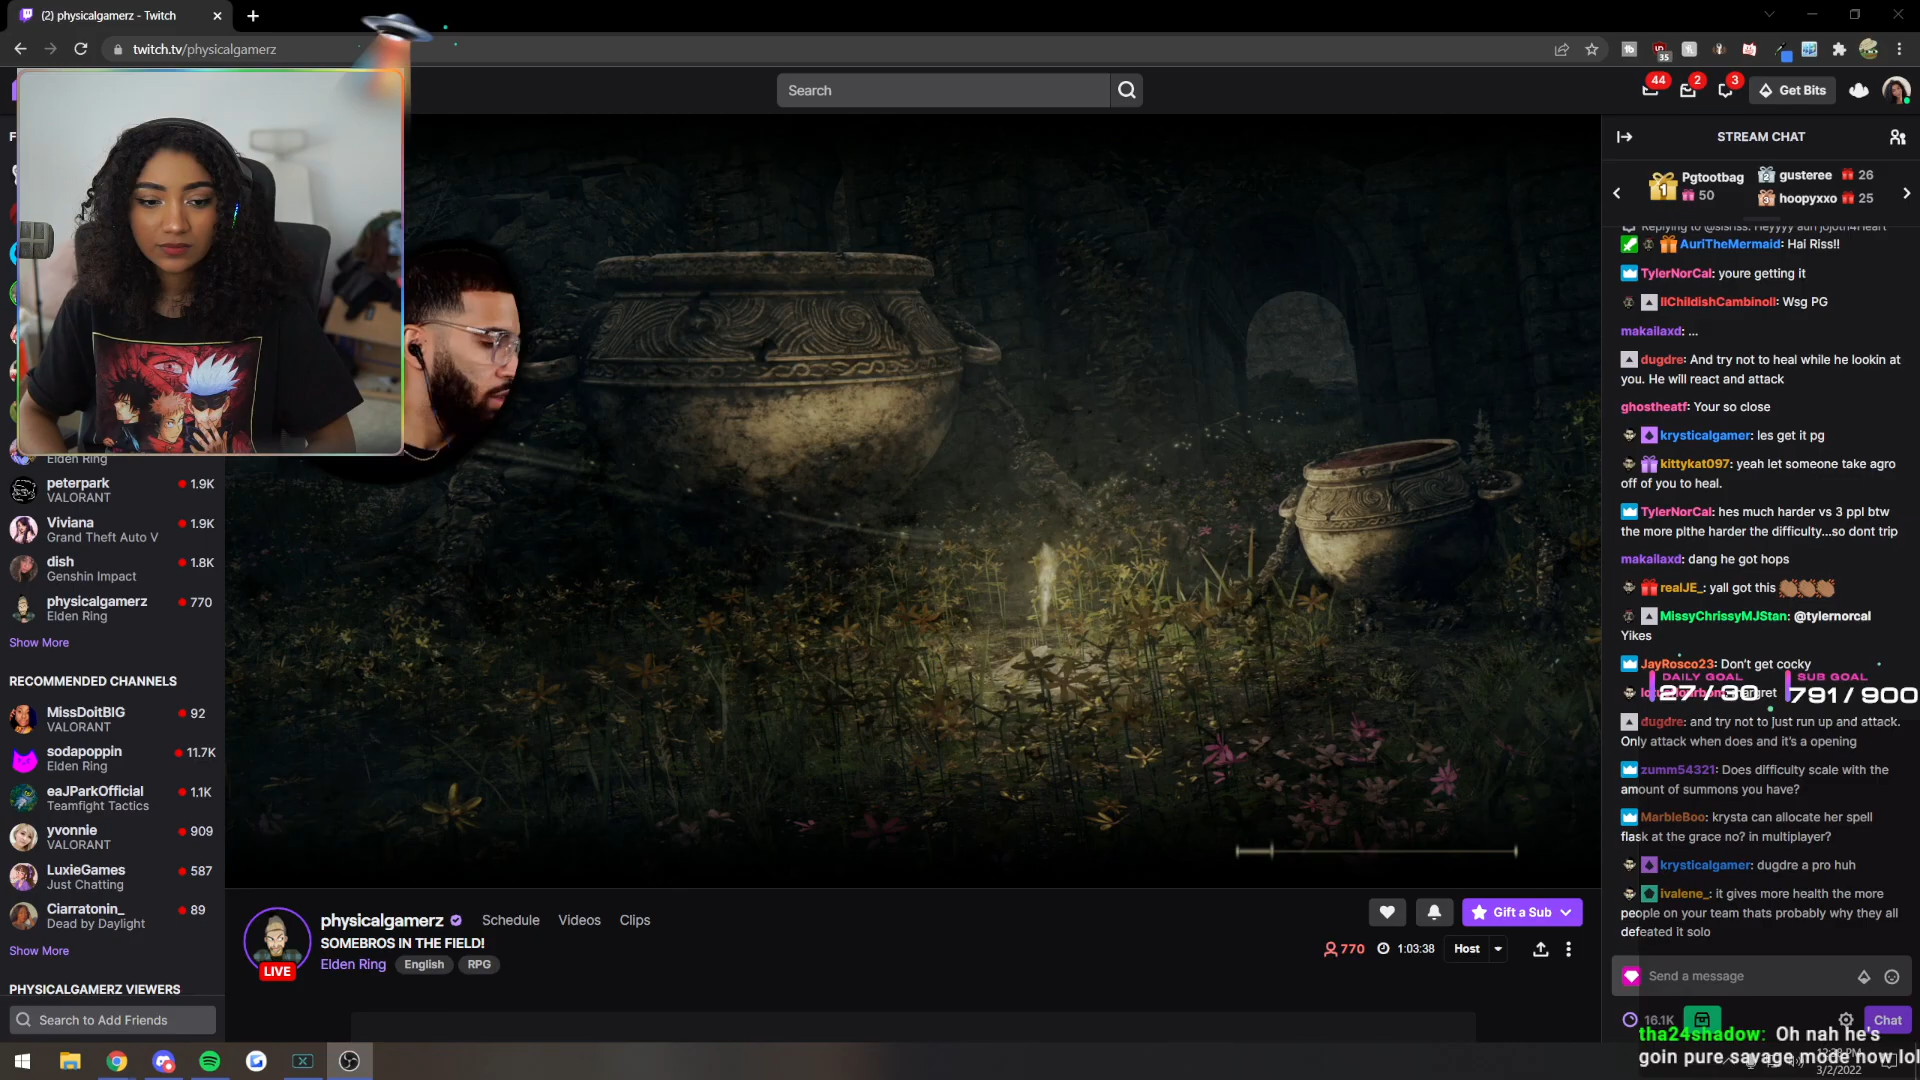 (2) physicalgamerz - Twitch
twitch.tv/physicalgamerz
35
Search
44
2
3
Get Bits
STREAM CHAT
1
Pgtootbag
50
2
gusteree 26
3
hoopyxxo 25
AuriTheMermaid: Hai Riss!!
TylerNorCal: youre getting it
IIChildishCambinoII: Wsg PG
makailaxd: ...
dugdre: And try not to heal while he lookin at
you. He will react and attack
ghostheatf: Your so close
krysticalgamer: les get it pg
kittykat097: yeah let someone take agro
off of you to heal.
TylerNorCal: hes much harder vs 3 ppl btw
the more plthe harder the difficulty...so dont trip
makailaxd: dang he got hops
realJE_: yall got this
MissyChrissyMJStan: @tylernorcal
Yikes
JayRosco23: Don't get cocky
DAILY GOAL
27 / 30
SUB GOAL
791 / 900
dugdre: and try not to just run up and attack.
Only attack when does and it's a opening
zumm54321: Does difficulty scale with the
amount of summons you have?
MarbleBoo: krysta can allocate her spell
flask at the grace no? in multiplayer?
krysticalgamer: dugdre a pro huh
ivalene_: it gives more health the more
people on your team thats probably why they all
defeated it solo
Send a message
16.1K
Chat
tha24shadow: Oh nah he's
goin pure savage mode now lol
3/2/2022
Elden Ring
peterpark 1.9K
VALORANT
Viviana 1.9K
Grand Theft Auto V
dish 1.8K
Genshin Impact
physicalgamerz 770
Elden Ring
Show More
RECOMMENDED CHANNELS
MissDoitBIG 92
VALORANT
sodapoppin 11.7K
Elden Ring
eaJParkOfficial 1.1K
Teamfight Tactics
yvonnie 909
VALORANT
LuxieGames 587
Just Chatting
Ciarratonin_ 89
Dead by Daylight
Show More
PHYSICALGAMERZ VIEWERS
Search to Add Friends
LIVE
physicalgamerz Schedule Videos Clips
SOMEBROS IN THE FIELD!
Elden Ring English RPG
Gift a Sub
770 1:03:38 Host